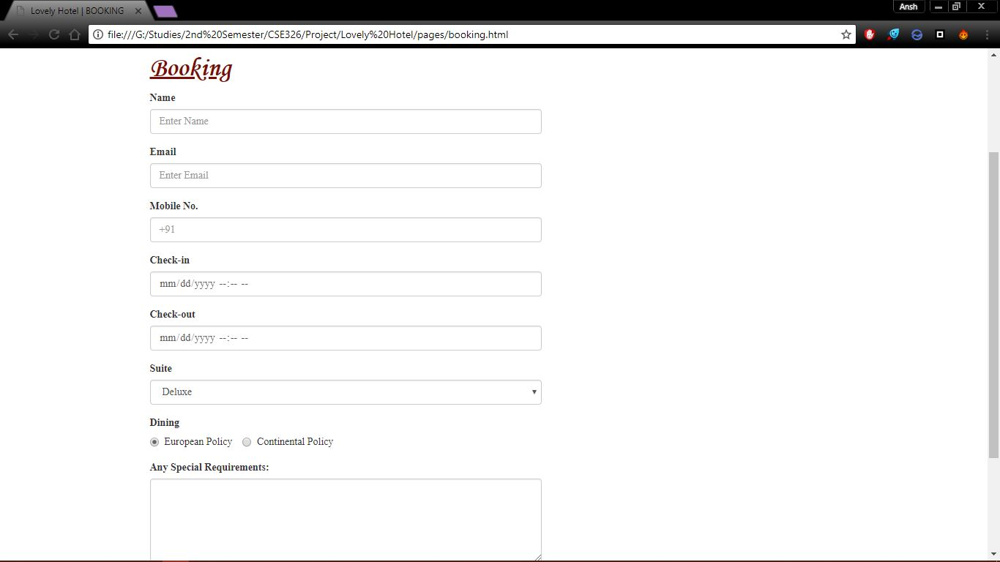 Lovely Hotel | BOOKING
Ansh
file:///G:/Studies/2nd%20Semester/CSE326/Project/Lovely%20Hotel/pages/booking.html
Booking
Name
Enter Name
Email
Enter Email
Mobile No.
+91
Check-in
mm/dd/yyyy --:-- --
Check-out
mm/dd/yyyy --:-- --
Suite
Deluxe
Dining
European Policy Continental Policy
Any Special Requirements: